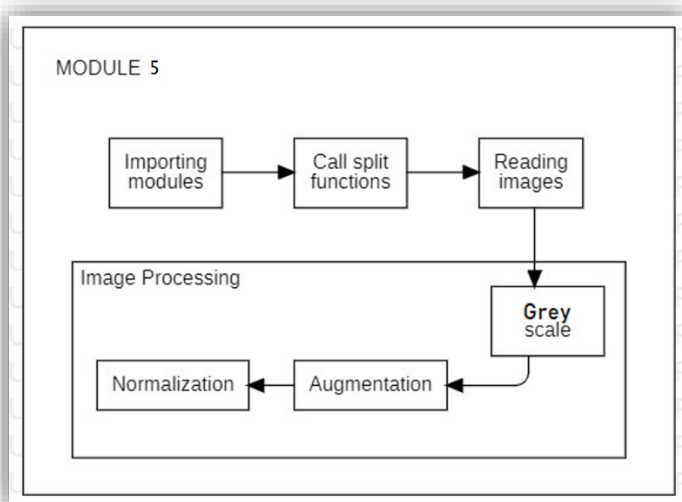 MODULE 5
Importing
modules
Call split
functions
Reading
images
Image Processing
Grey
scale
Normalization
Augmentation